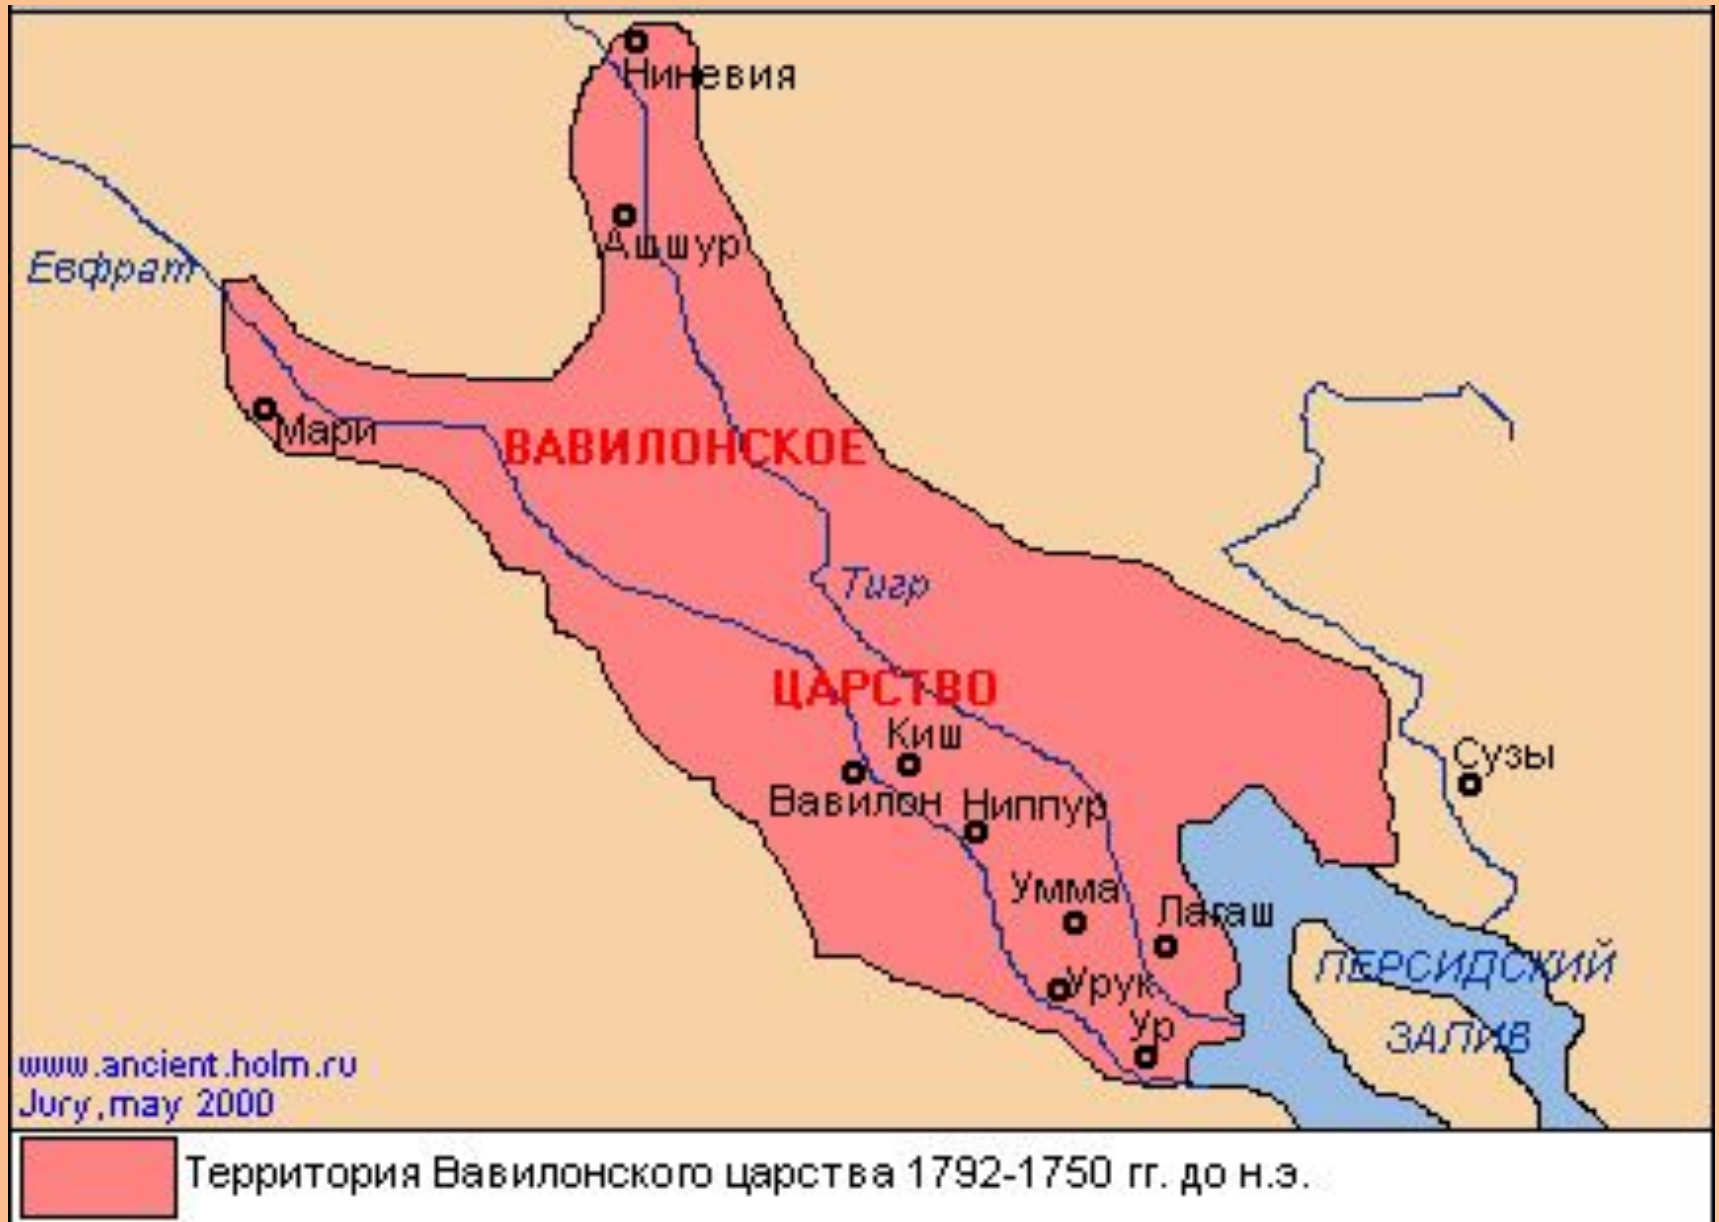 Ниневия
Ашшур
Евфрат
Мари
ВАВИЛОНСКОЕ
Тигр
ЦАРСТВО
Киш
Сузы
Вавилон
Ниппур
Умма
Лагаш
ПЕРСИДСКИЙ
ЗАЛИВ
Урук
Ур
www.ancient.holm.ru
Jury,may 2000
Территория Вавилонского царства 1792-1750 гг. до н.э.